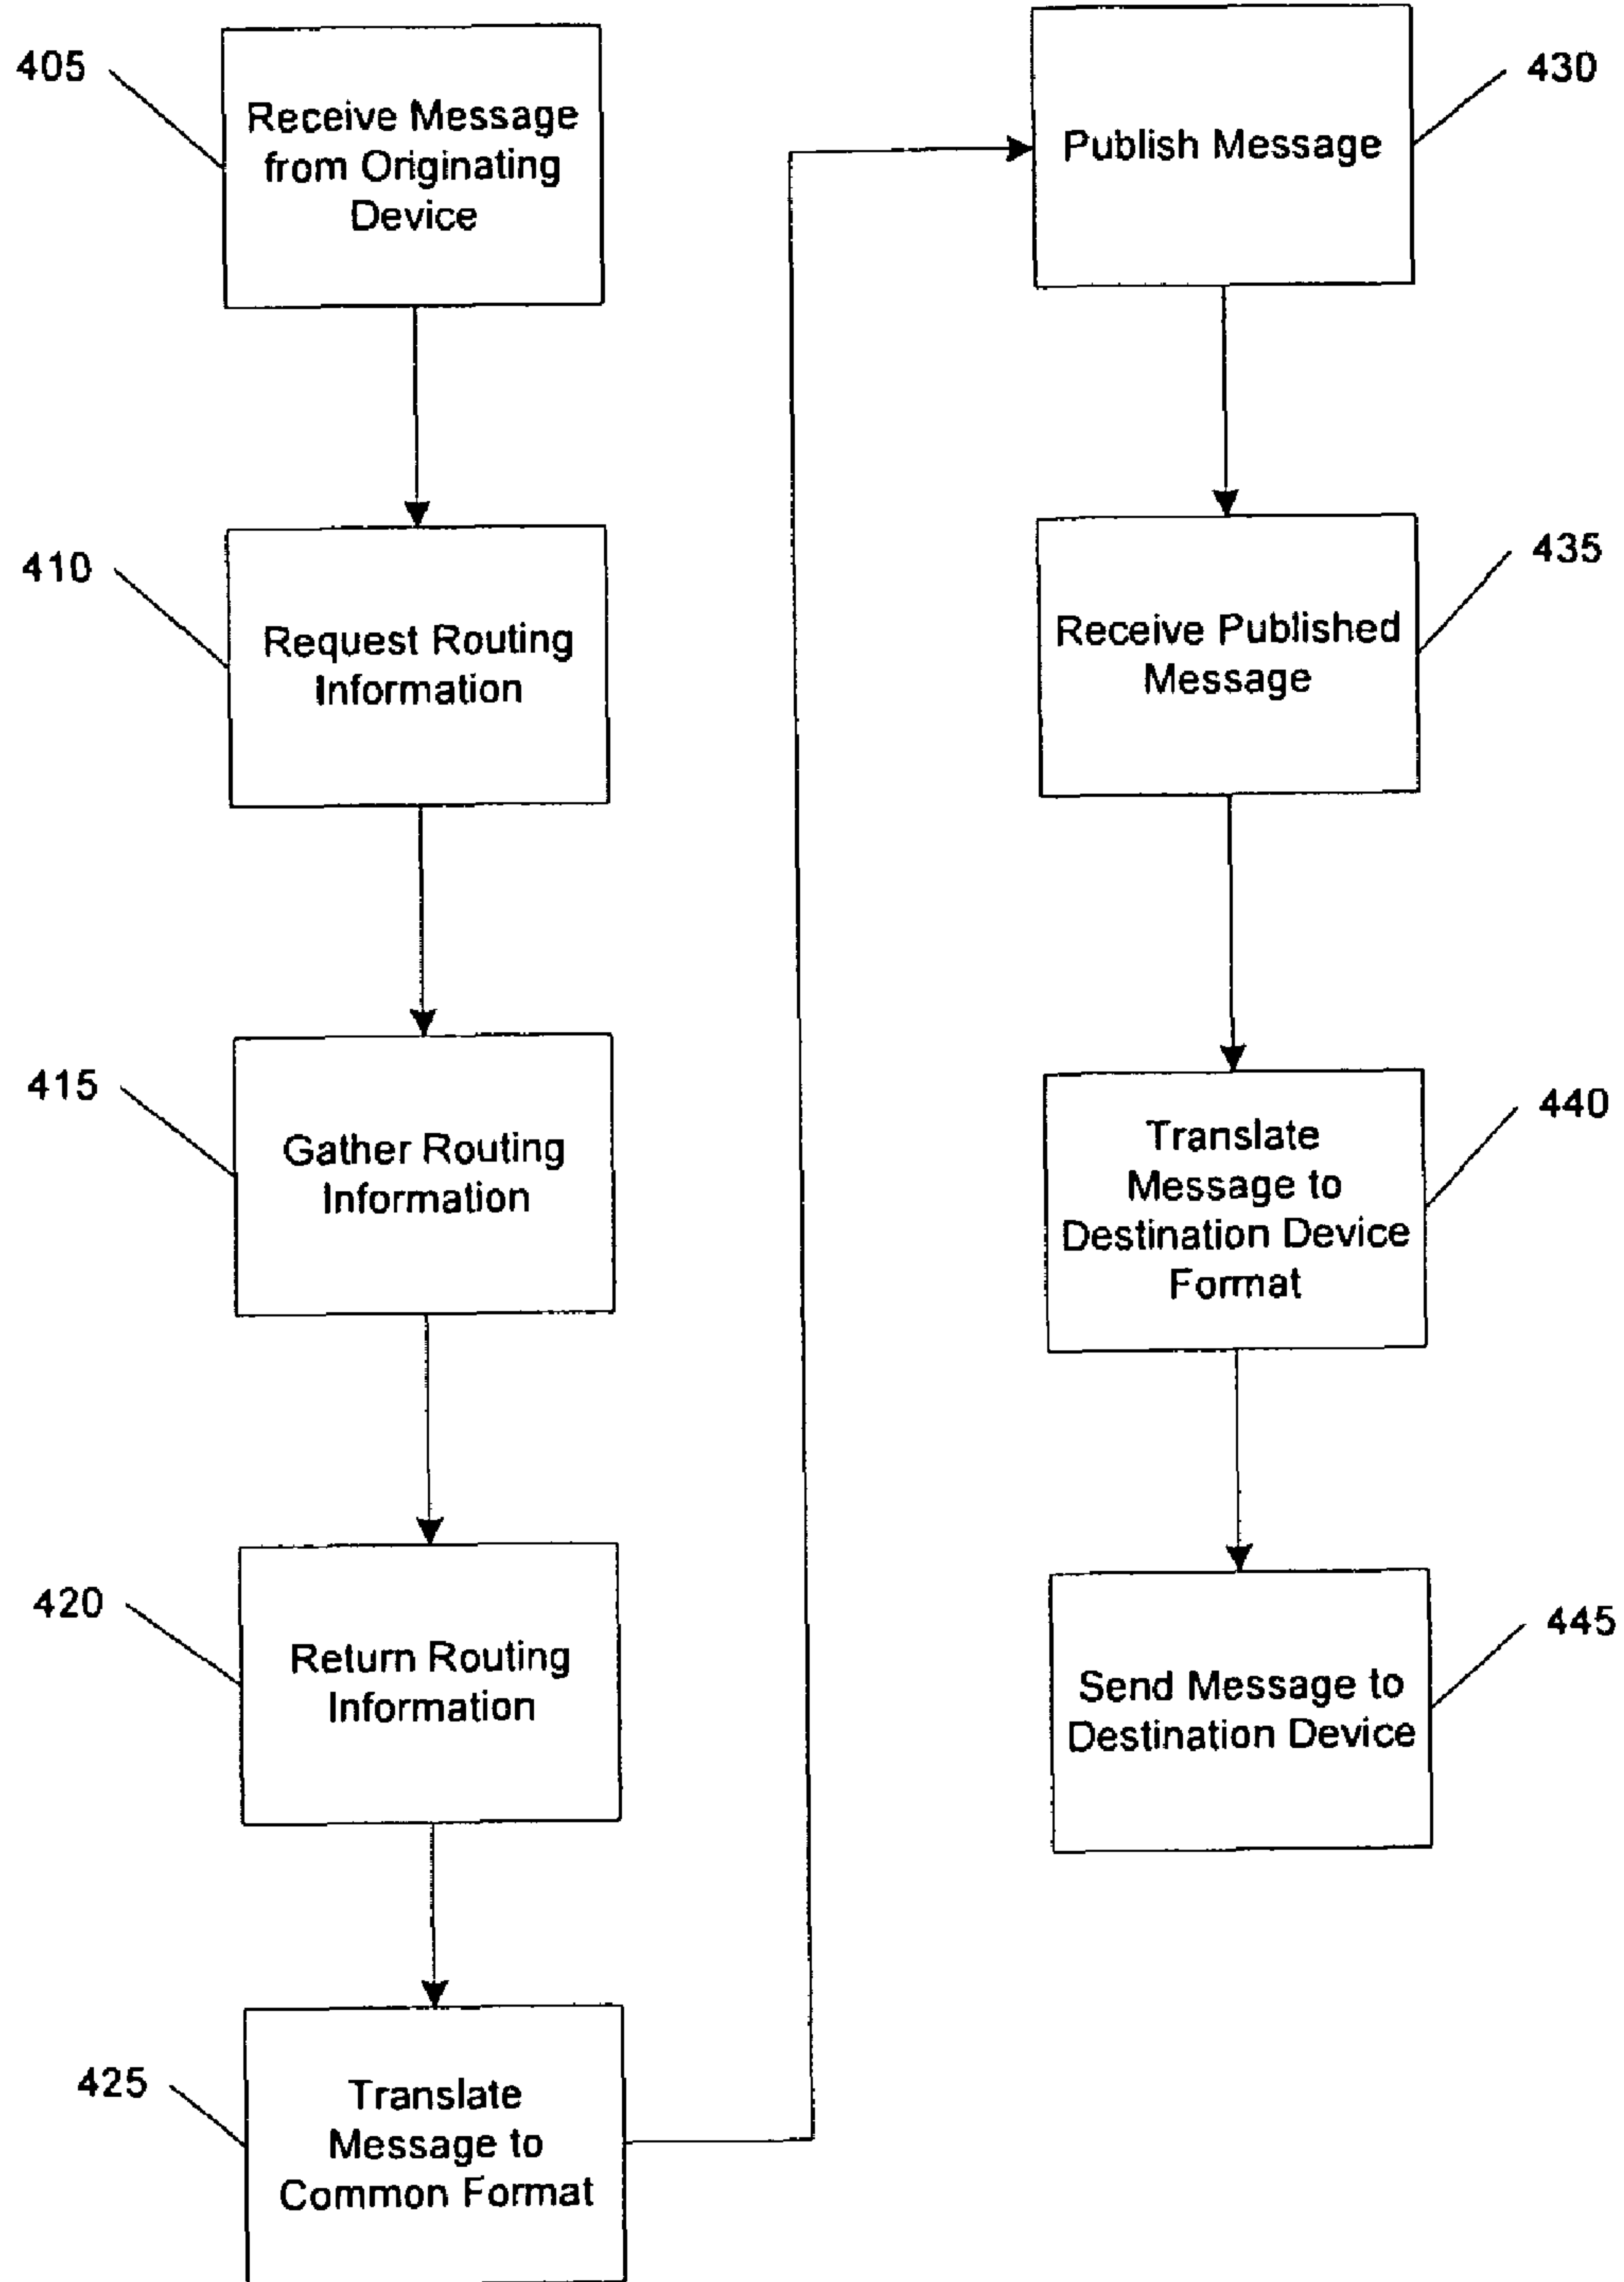 405
Receive Message
from Originating
Device
410
Request Routing
Information
415
Gather Routing
Information
420
Return Routing
Information
425
Translate
Message to
Common Format
430
Publish Message
435
Receive Published
Message
440
Translate
Message to
Destination Device
Format
445
Send Message to
Destination Device